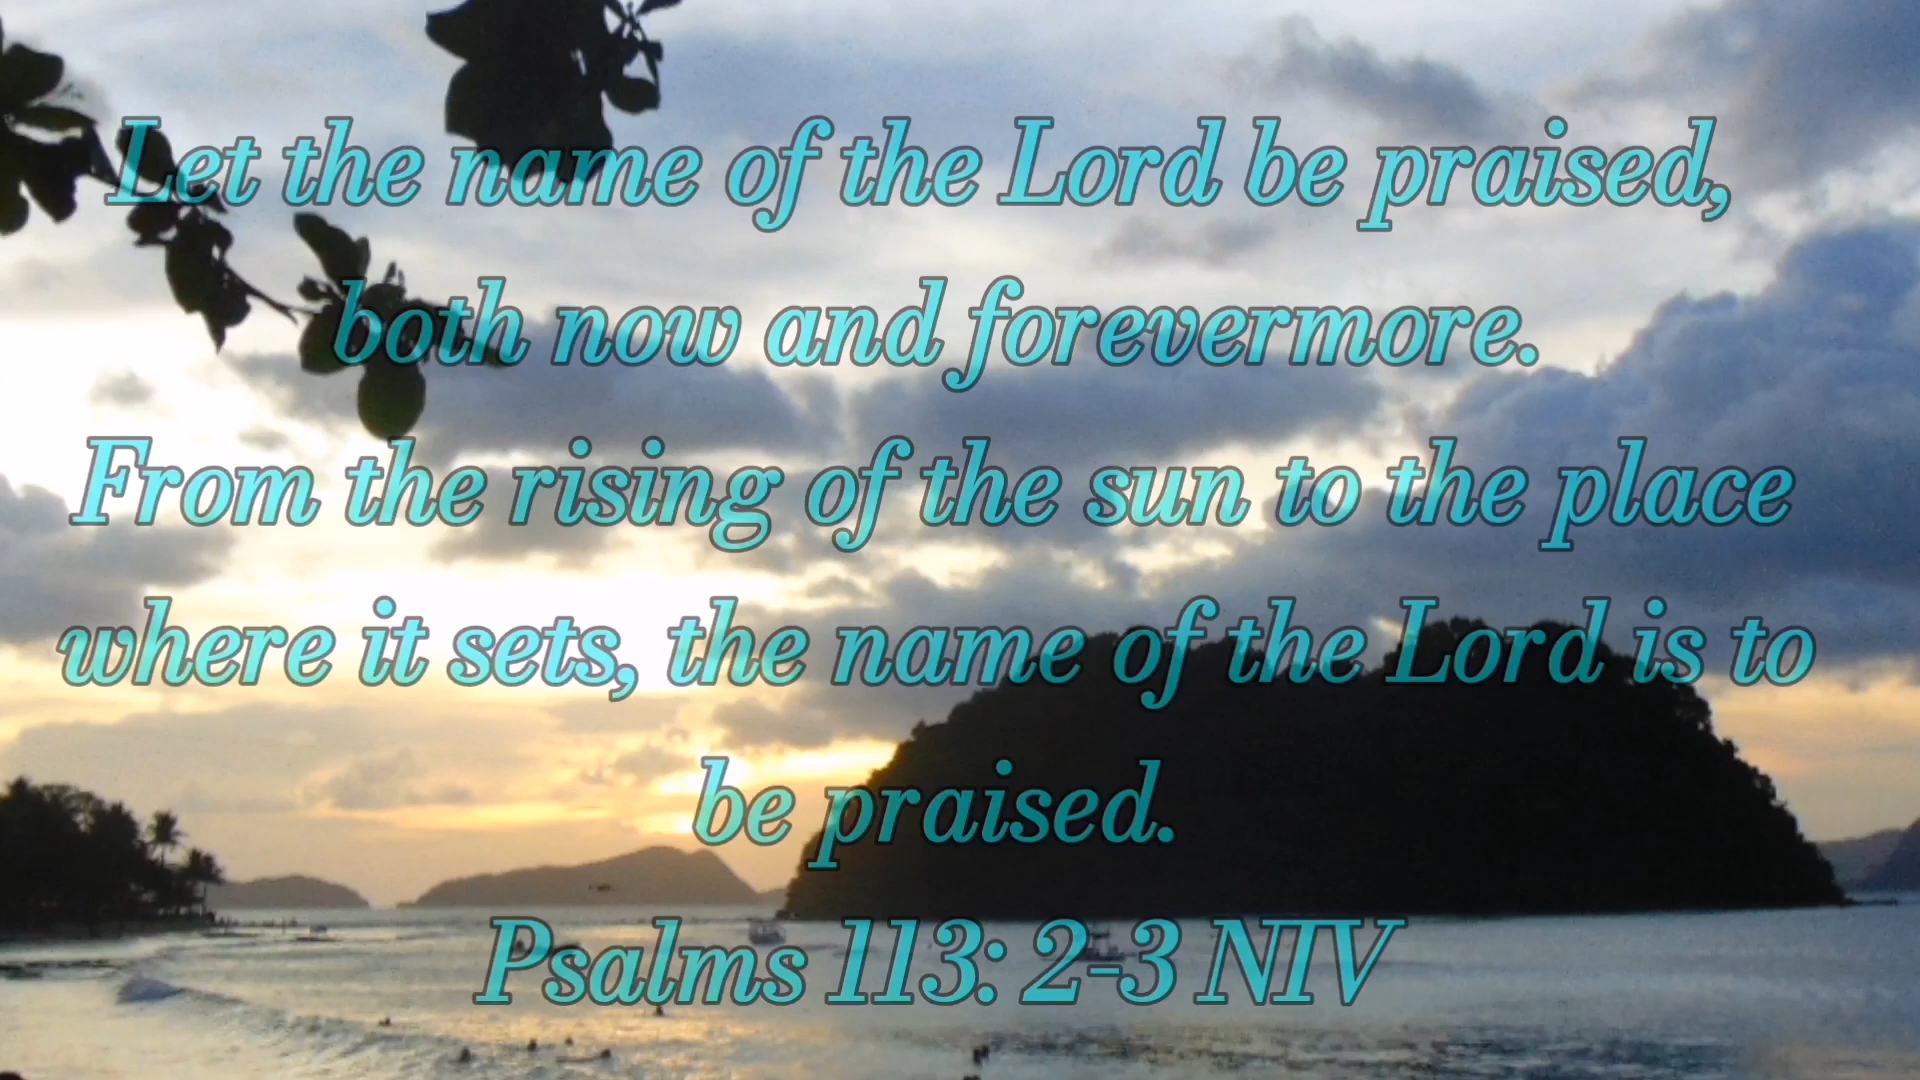 Let the name of the Lord be praised,
both now and forevermore.
From the rising of the sun to the place
where it sets, the name of the Lord is to
be praised.
Psalms 113: 2-3 NIV